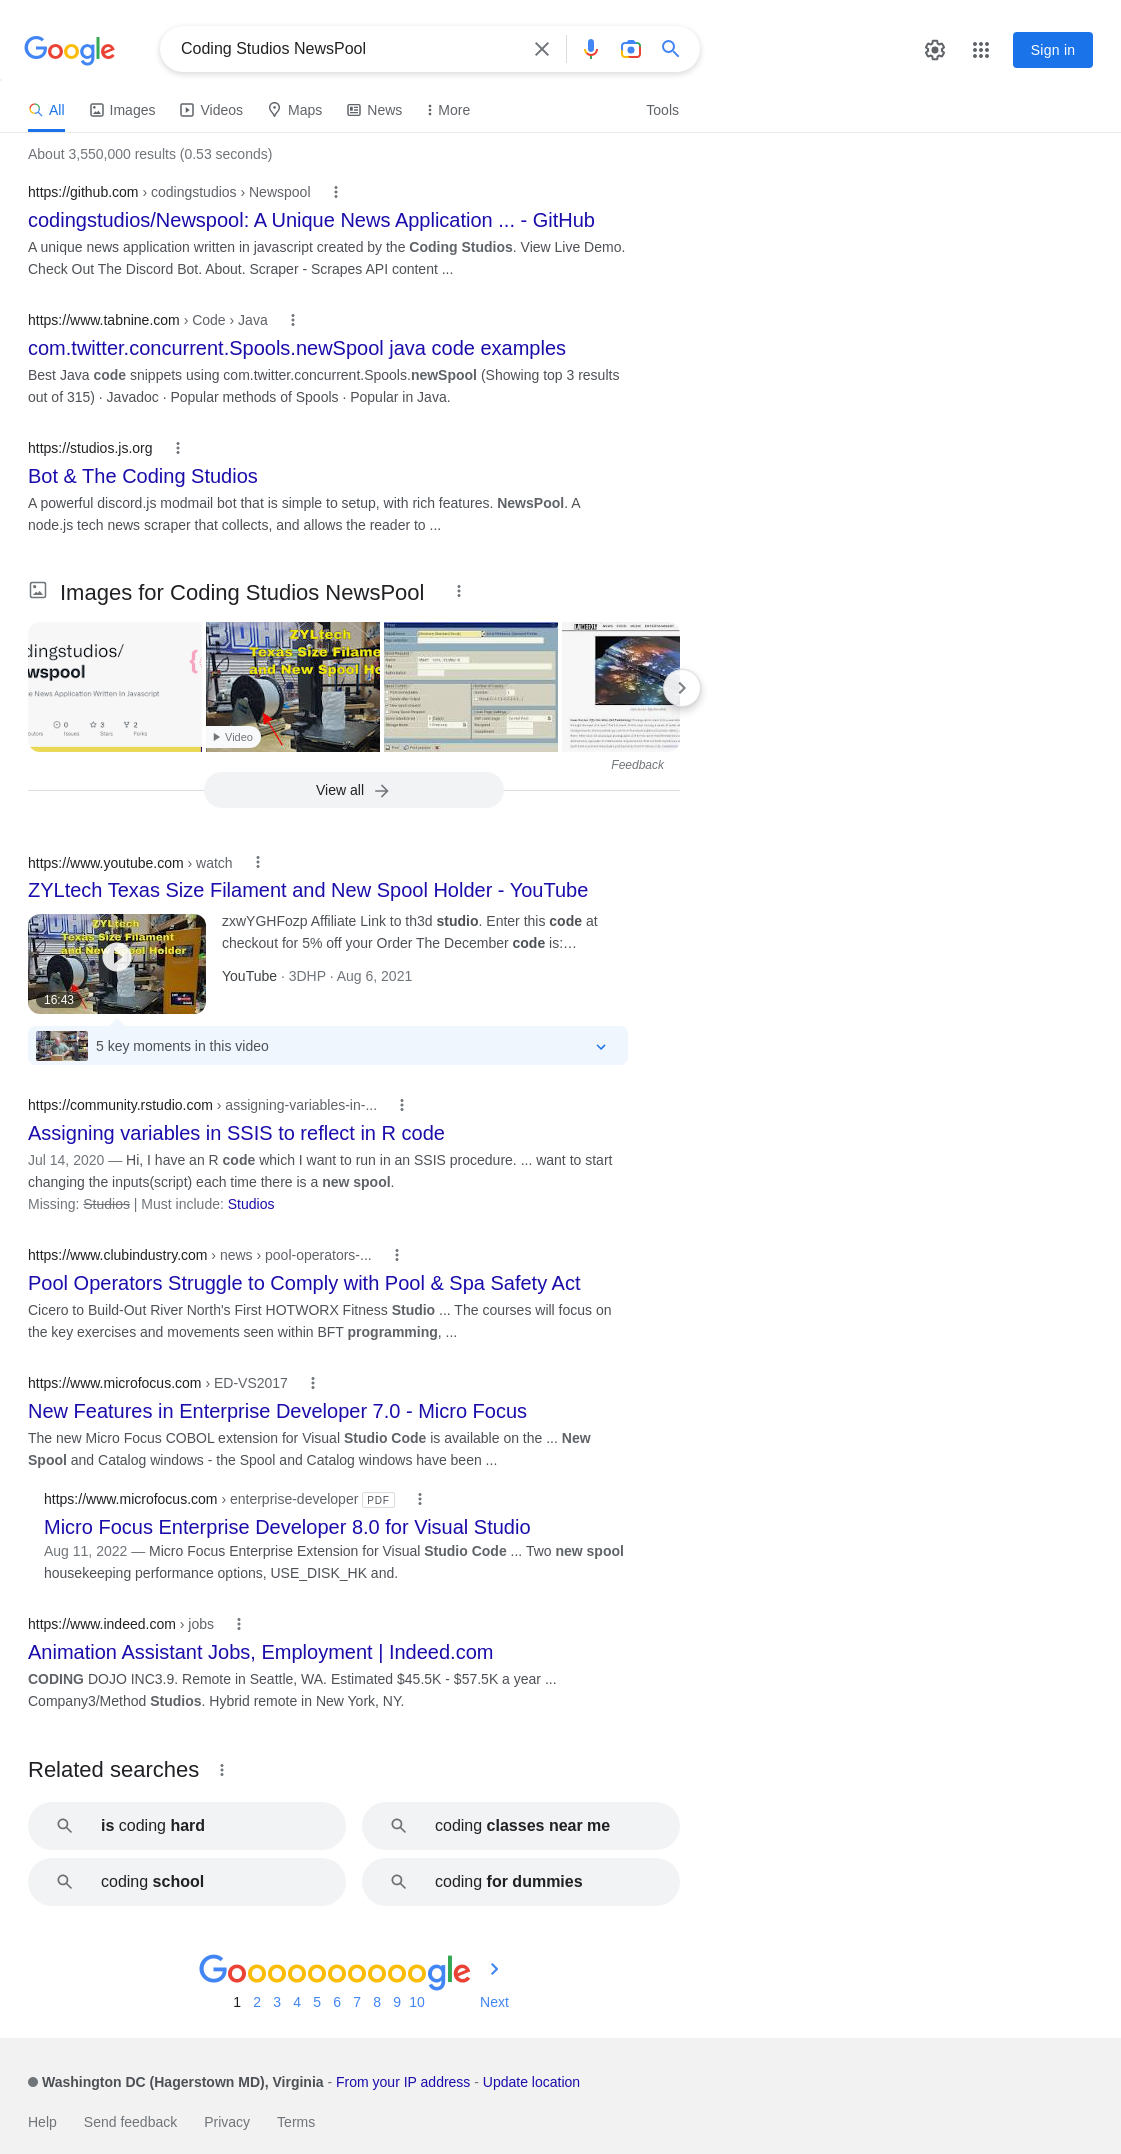 Google
Coding Studios NewsPool
Sign in
All Images Videos Maps News More Tools
About 3,550,000 results (0.53 seconds)
https://github.com › codingstudios › Newspool
codingstudios/Newspool: A Unique News Application ... - GitHub
A unique news application written in javascript created by the Coding Studios. View Live Demo.
Check Out The Discord Bot. About. Scraper - Scrapes API content ...
https://www.tabnine.com › Code › Java
com.twitter.concurrent.Spools.newSpool java code examples
Best Java code snippets using com.twitter.concurrent.Spools.newSpool (Showing top 3 results
out of 315) · Javadoc · Popular methods of Spools · Popular in Java.
https://studios.js.org
Bot & The Coding Studios
A powerful discord.js modmail bot that is simple to setup, with rich features. NewsPool. A
node.js tech news scraper that collects, and allows the reader to ...
Images for Coding Studios NewsPool
dingstudios/
wspool
e News Application Written In Javascript
0 3 2
Issues Stars Forks
3DHP
ZYLtech
Texas Size Filame
and New Spool Ho
Video
Feedback
View all
https://www.youtube.com › watch
ZYLtech Texas Size Filament and New Spool Holder - YouTube
ZYLtech
Texas Size Filament
and New Spool Holder
16:43
zxwYGHFozp Affiliate Link to th3d studio. Enter this code at
checkout for 5% off your Order The December code is:…
YouTube · 3DHP · Aug 6, 2021
5 key moments in this video
https://community.rstudio.com › assigning-variables-in-...
Assigning variables in SSIS to reflect in R code
Jul 14, 2020 — Hi, I have an R code which I want to run in an SSIS procedure. ... want to start
changing the inputs(script) each time there is a new spool.
Missing: Studios | Must include: Studios
https://www.clubindustry.com › news › pool-operators-...
Pool Operators Struggle to Comply with Pool & Spa Safety Act
Cicero to Build-Out River North's First HOTWORX Fitness Studio ... The courses will focus on
the key exercises and movements seen within BFT programming, ...
https://www.microfocus.com › ED-VS2017
New Features in Enterprise Developer 7.0 - Micro Focus
The new Micro Focus COBOL extension for Visual Studio Code is available on the ... New
Spool and Catalog windows - the Spool and Catalog windows have been ...
https://www.microfocus.com › enterprise-developer PDF
Micro Focus Enterprise Developer 8.0 for Visual Studio
Aug 11, 2022 — Micro Focus Enterprise Extension for Visual Studio Code ... Two new spool
housekeeping performance options, USE_DISK_HK and.
https://www.indeed.com › jobs
Animation Assistant Jobs, Employment | Indeed.com
CODING DOJO INC3.9. Remote in Seattle, WA. Estimated $45.5K - $57.5K a year ...
Company3/Method Studios. Hybrid remote in New York, NY.
Related searches
is coding hard
coding classes near me
coding school
coding for dummies
Goooooooooogle
1 2 3 4 5 6 7 8 9 10 Next
Washington DC (Hagerstown MD), Virginia - From your IP address - Update location
Help Send feedback Privacy Terms